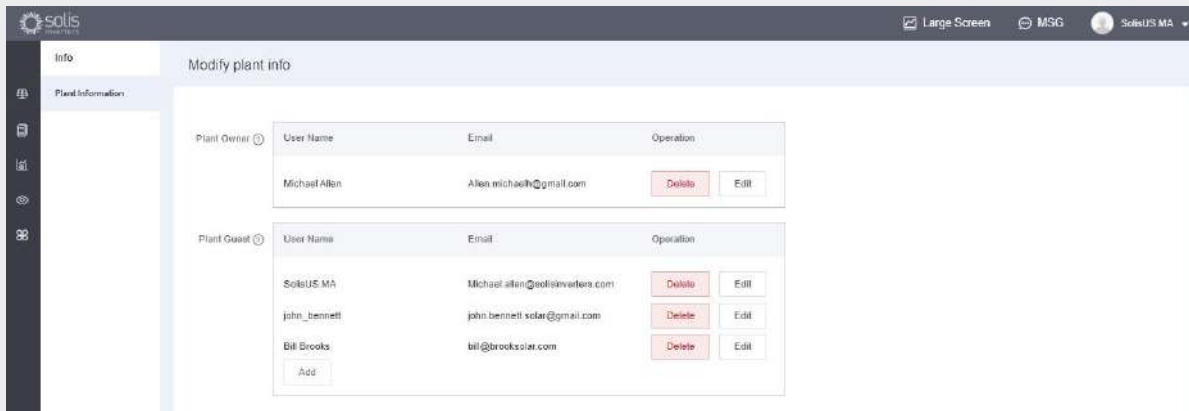 solis
inverters
Large Screen
MSG
SolisUS MA
Info
Plant Information
Modify plant info
Plant Owner ?
User Name Email Operation
Michael Allen Allen.michaelh@gmail.com Delete Edit
Plant Guest ?
User Name Email Operation
SolisUS MA Michael.allen@solisinverters.com Delete Edit
john_bennett john.bennett.solar@gmail.com Delete Edit
Bill Brooks bill@brooksolar.com Delete Edit
Add